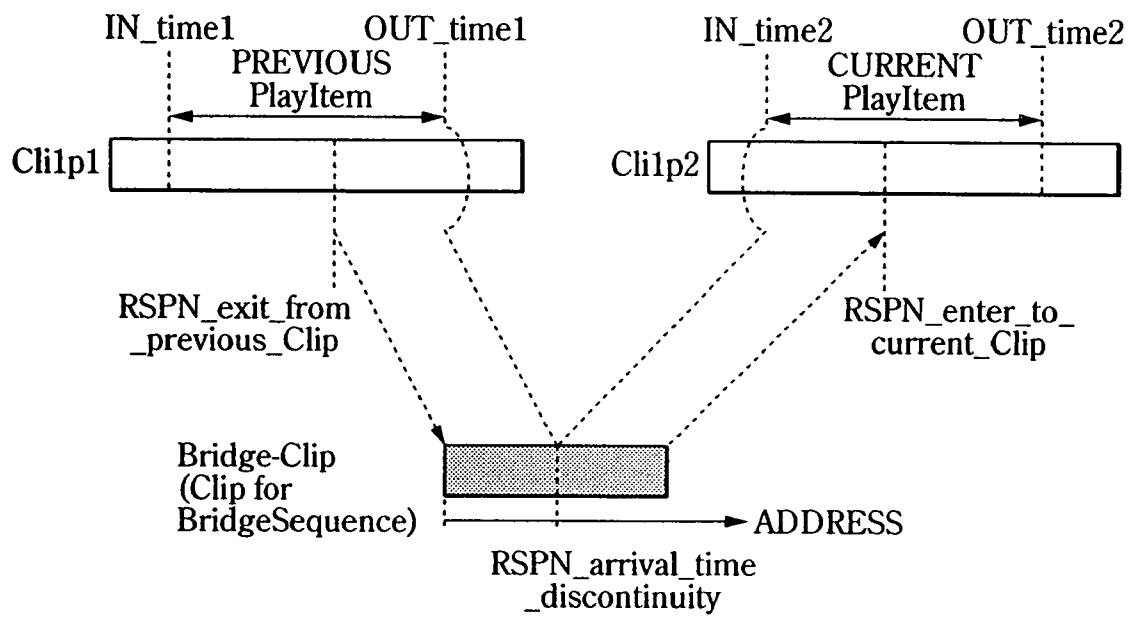 IN_time1
OUT_time1
IN_time2
OUT_time2
PREVIOUS
PlayItem
CURRENT
PlayItem
Cli1p1
Cli1p2
RSPN_exit_from
_previous_Clip
RSPN_enter_to_
current_Clip
Bridge-Clip
(Clip for
BridgeSequence)
ADDRESS
RSPN_arrival_time
_discontinuity